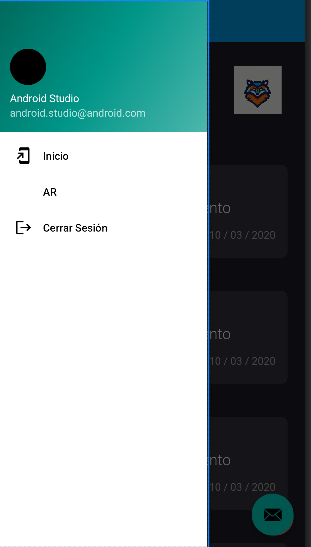 Android Studio
android.studio@android.com
Inicio
AR
Cerrar Sesión
nto
10 / 03 / 2020
nto
10 / 03 / 2020
nto
10 / 03 / 2020